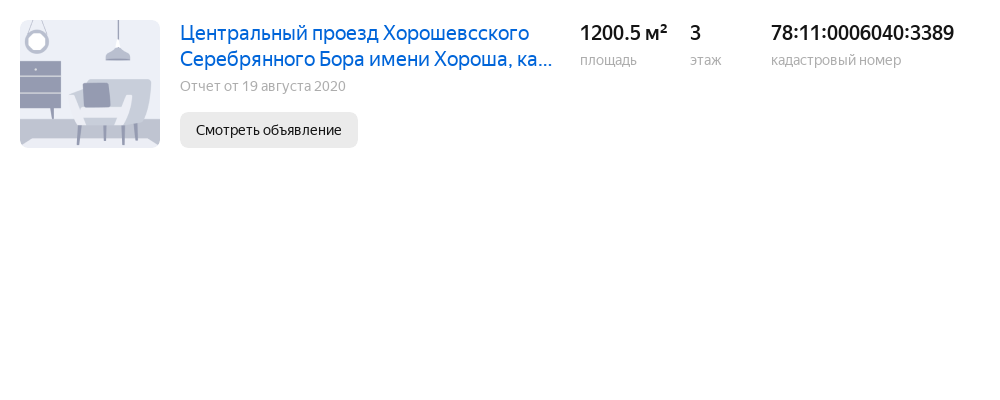 Центральный проезд Хорошевсского
Серебрянного Бора имени Хороша, ка...
Отчет от 19 августа 2020
Смотреть объявление
1200.5 м²
площадь
3
этаж
78:11:0006040:3389
кадастровый номер